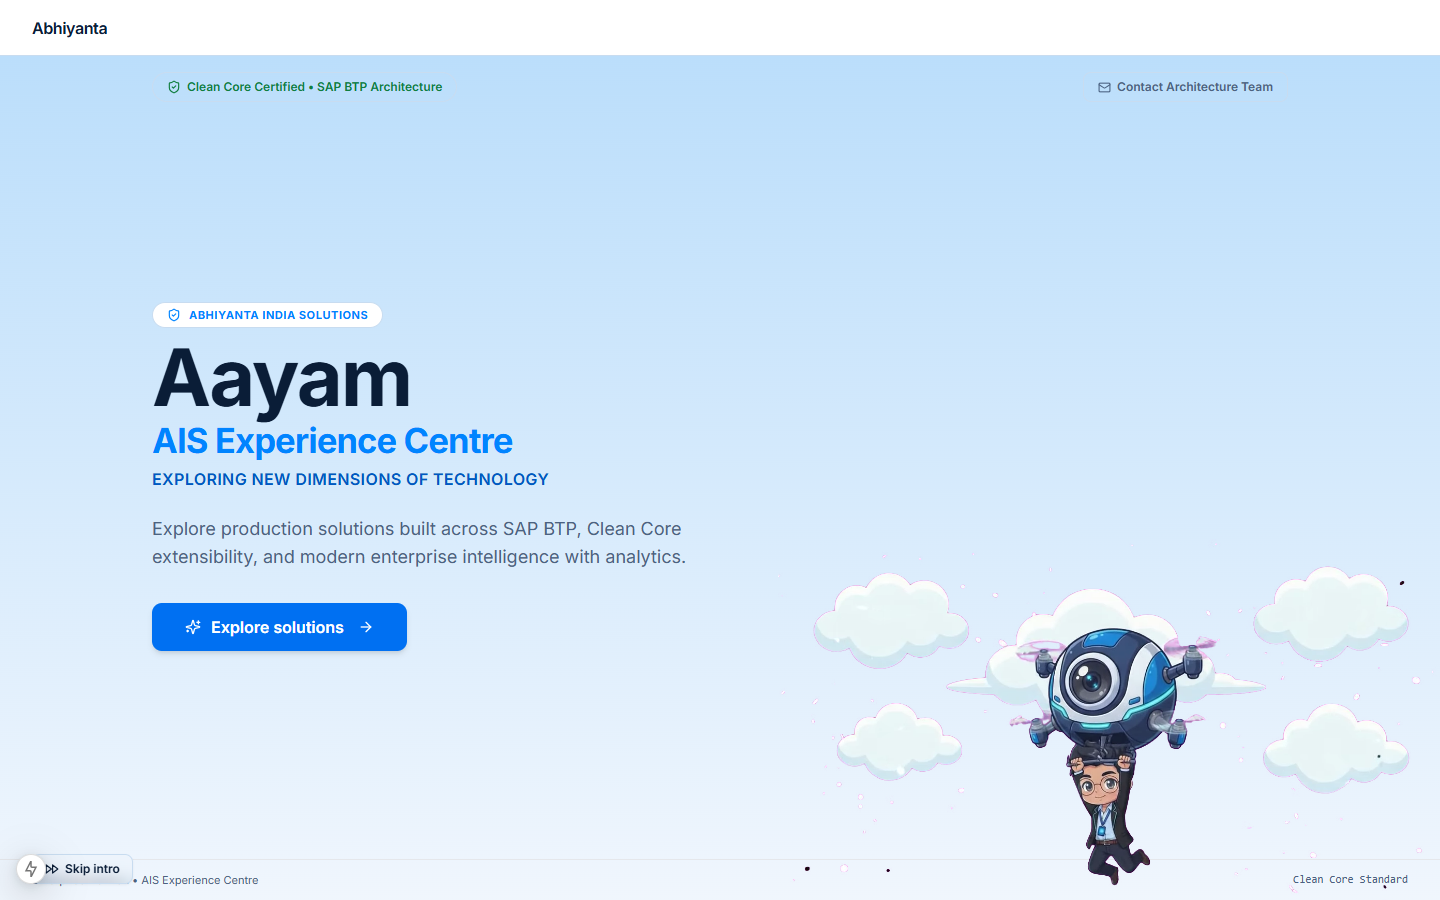 Abhiyanta
Clean Core Certified • SAP BTP Architecture
Contact Architecture Team
ABHIYANTA INDIA SOLUTIONS
Aayam
AIS Experience Centre
EXPLORING NEW DIMENSIONS OF TECHNOLOGY
Explore production solutions built across SAP BTP, Clean Core
extensibility, and modern enterprise intelligence with analytics.
Explore solutions
Skip intro
• AIS Experience Centre
Clean Core Standard